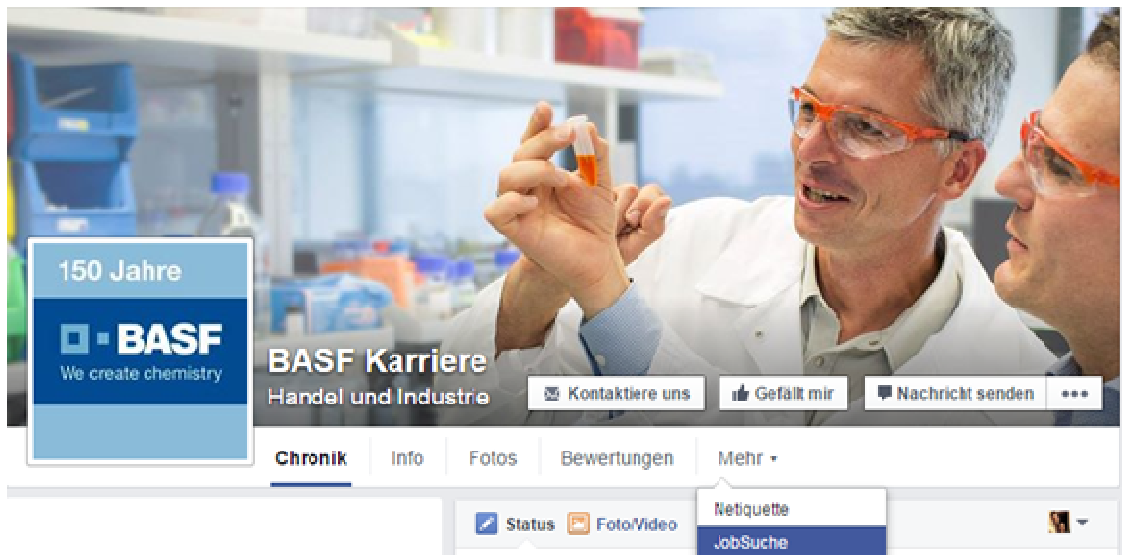 150 Jahre
BASF
We create chemistry
BASF Karriere
Handel und Industrie
Kontaktiere uns
Gefällt mir
Nachricht senden
Chronik
Info
Fotos
Bewertungen
Mehr
Netiquette
JobSuche
Status
Foto/Video